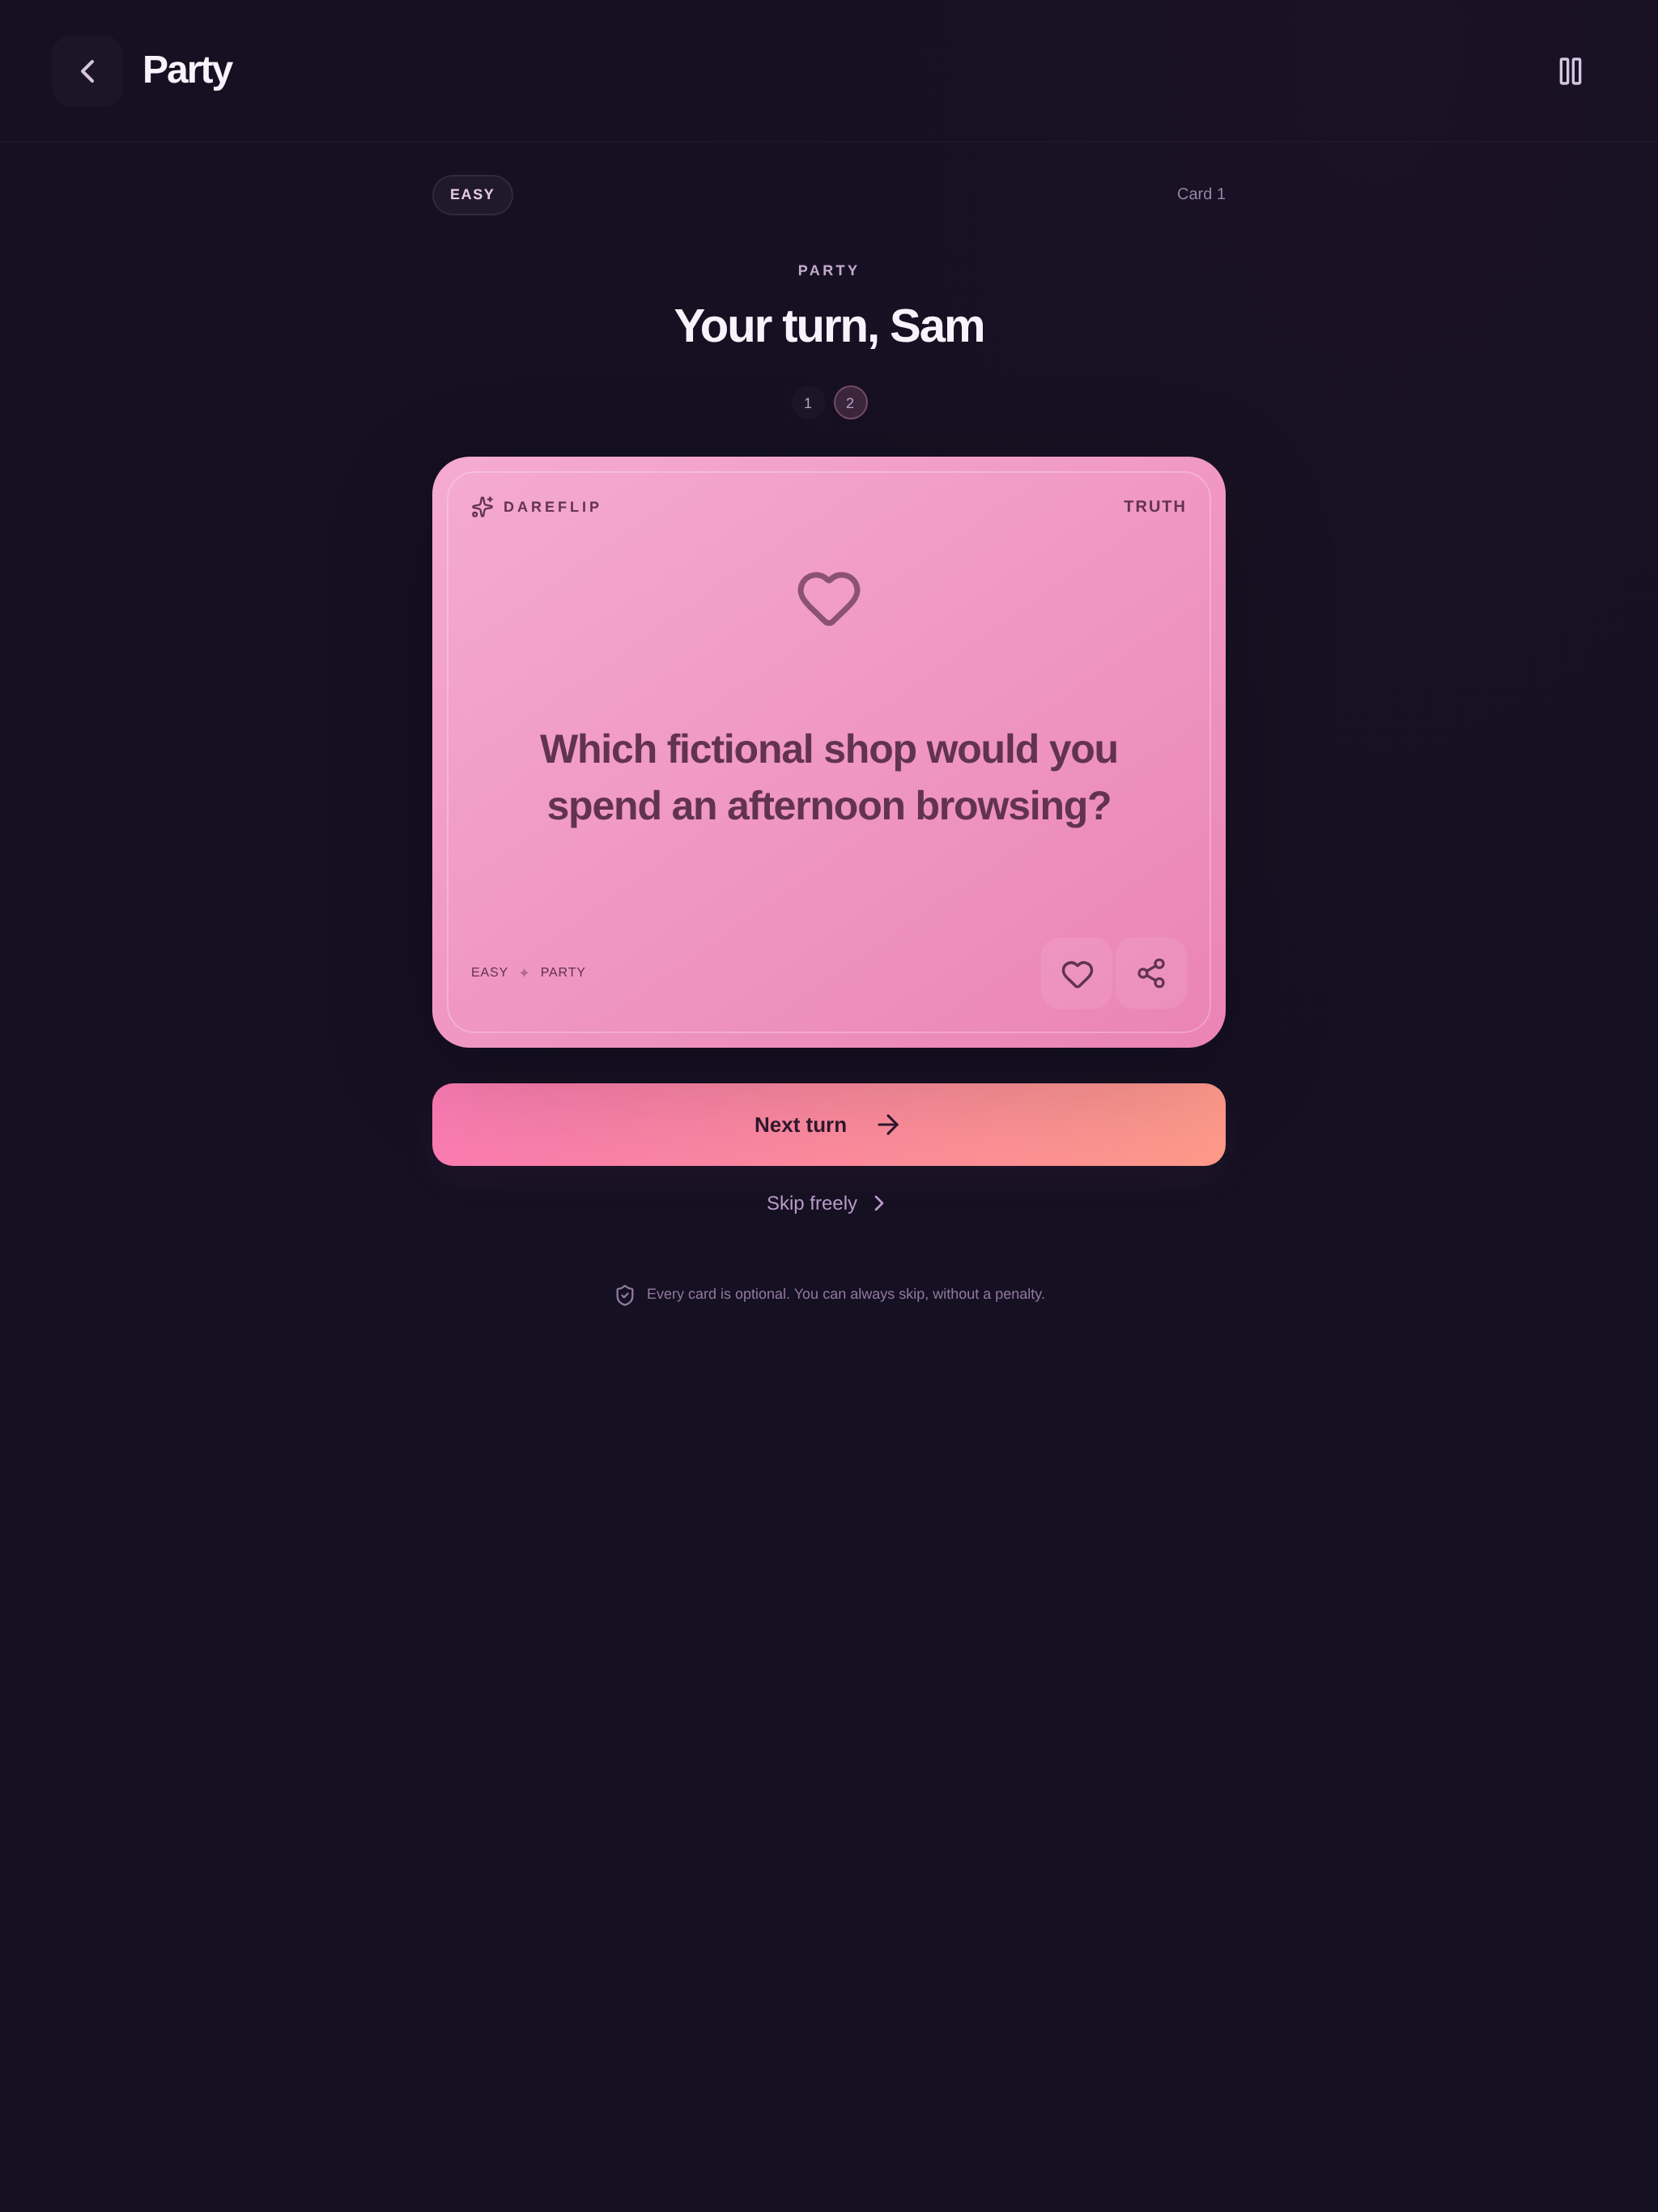 Party
EASY
Card 1
PARTY
Your turn, Sam
1 2
DAREFLIP
TRUTH
Which fictional shop would you
spend an afternoon browsing?
EASY ✦ PARTY
Next turn
Skip freely
Every card is optional. You can always skip, without a penalty.